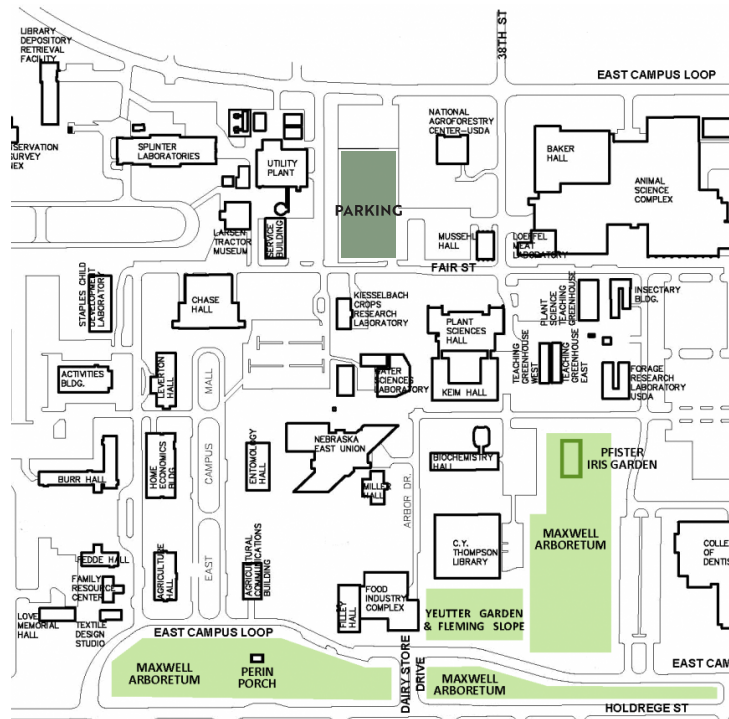 LIBRARY
DEPOSITORY
RETRIEVAL
FACILITY
38TH ST
EAST CAMPUS LOOP
NATIONAL
AGROFORESTRY
CENTER-USDA
SPLINTER
LABORATORIES
UTILITY
PLANT
BAKER
HALL
ANIMAL
SCIENCE
COMPLEX
SERVATION
SURVEY
NEX
PARKING
LARSEN
TRACTOR
MUSEUM
SERVICE
BUILDING
MUSSEHL
HALL
LOEFFEL
MEAT
LABORATORY
FAIR ST
STAPLES CHILD
DEVELOPMENT
LABORATORY
CHASE
HALL
KIESSELBACH
CROPS
RESEARCH
LABORATORY
PLANT
SCIENCES
HALL
PLANT
SCIENCE
TEACHING
GREENHOUSE
INSECTARY
BLDG.
ACTIVITIES
BLDG.
LEVERTON
HALL
MALL
WATER
SCIENCES
LABORATORY
KEIM HALL
TEACHING
GREENHOUSE
WEST
TEACHING
GREENHOUSE
EAST
FORAGE
RESEARCH
LABORATORY
USDA
BURR HALL
HOME
ECONOMICS
BLDG
CAMPUS
ENTOMOLOGY
HALL
NEBRASKA
EAST UNION
MILLER
HALL
ARBOR DR.
BIOCHEMISTRY
HALL
PFISTER
IRIS GARDEN
MAXWELL
ARBORETUM
FEDDE HALL
FAMILY
RESOURCE
CENTER
AGRICULTURE
HALL
EAST
AGRICULTURAL
COMMUNICATIONS
BUILDING
C.Y.
THOMPSON
LIBRARY
COLLE
OF
DENTIS
LOVE
MEMORIAL
HALL
TEXTILE
DESIGN
STUDIO
FILLEY
HALL
FOOD
INDUSTRY
COMPLEX
YEUTTER GARDEN
& FLEMING SLOPE
EAST CAMPUS LOOP
MAXWELL
ARBORETUM
PERIN
PORCH
DAIRY STORE
DRIVE
MAXWELL
ARBORETUM
EAST CAM
HOLDREGE ST